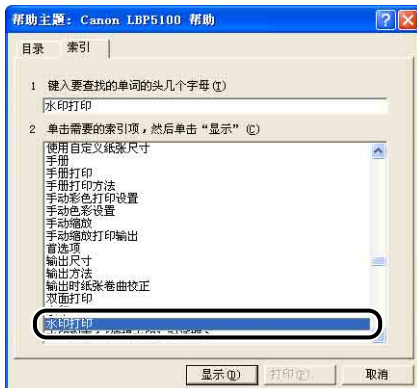 帮助主题: Canon LBP5100 帮助
目录 索引
1 键入要查找的单词的头几个字母(T)
水印打印
2 单击需要的索引项，然后单击“显示”(C)
使用自定义纸张尺寸
手册
手册打印
手册打印方法
手动彩色打印设置
手动色彩设置
手动缩放
手动缩放打印输出
首选项
输出尺寸
输出方法
输出时纸张卷曲校正
双面打印
水印打印
显示(D) 打印(P)... 取消